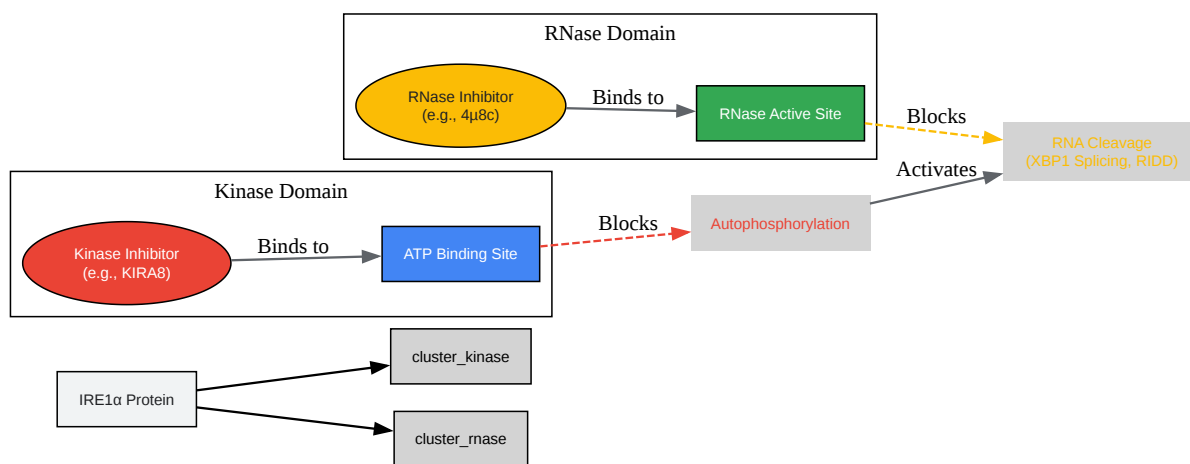 RNase Domain
RNase Inhibitor
(e.g., 4µ8c)
Binds to
RNase Active Site
Blocks
RNA Cleavage
(XBP1 Splicing, RIDD)
Activates
Kinase Domain
Kinase Inhibitor
(e.g., KIRA8)
Binds to
ATP Binding Site
Blocks
Autophosphorylation
IRE1α Protein
cluster_kinase
cluster_rnase